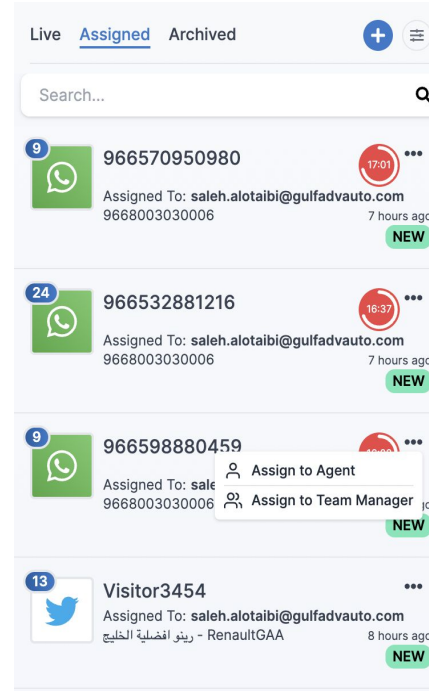 Live Assigned Archived
Search...
9
966570950980
17:01
Assigned To: saleh.alotaibi@gulfadvauto.com
9668003030006
7 hours ago
NEW
24
966532881216
16:37
Assigned To: saleh.alotaibi@gulfadvauto.com
9668003030006
7 hours ago
NEW
9
966598880459
Assign to Agent
Assigned To: sale
Assign to Team Manager
9668003030006
NEW
13
Visitor3454
Assigned To: saleh.alotaibi@gulfadvauto.com
رينو افضلية الخليج - RenaultGAA
8 hours ago
NEW